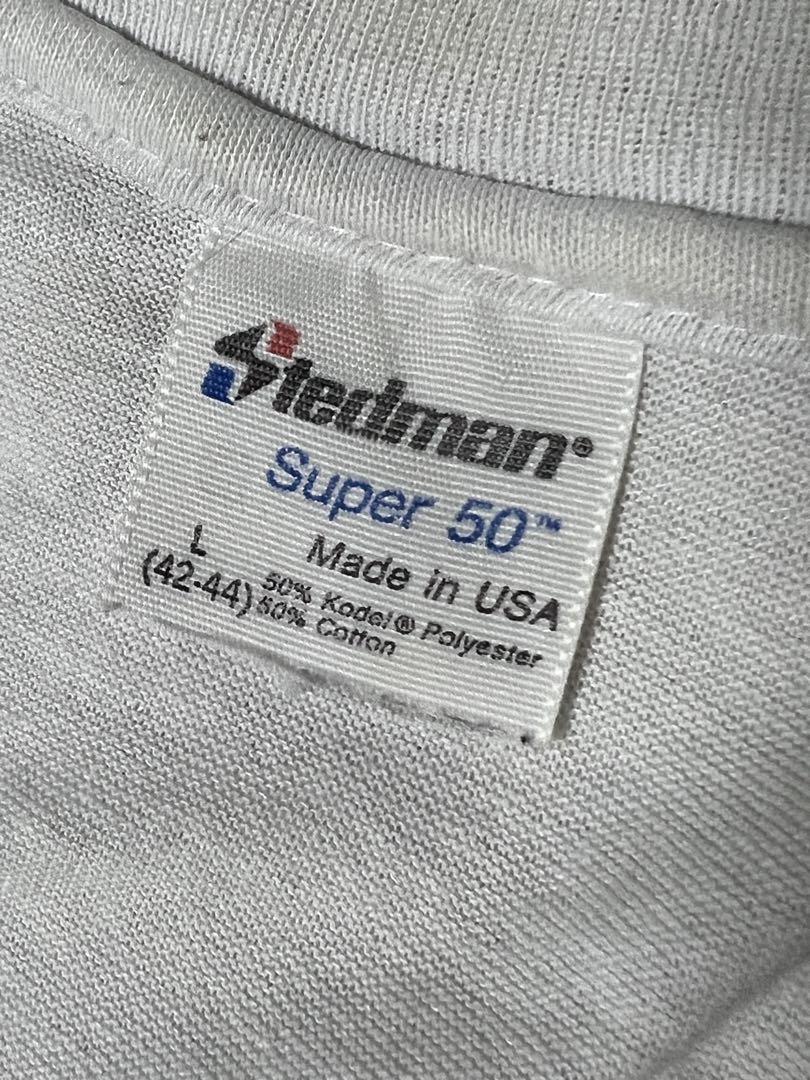 Stedman®
Super 50™
Made in USA
L
(42-44)
50% Kodel® Polyester
50% Cotton